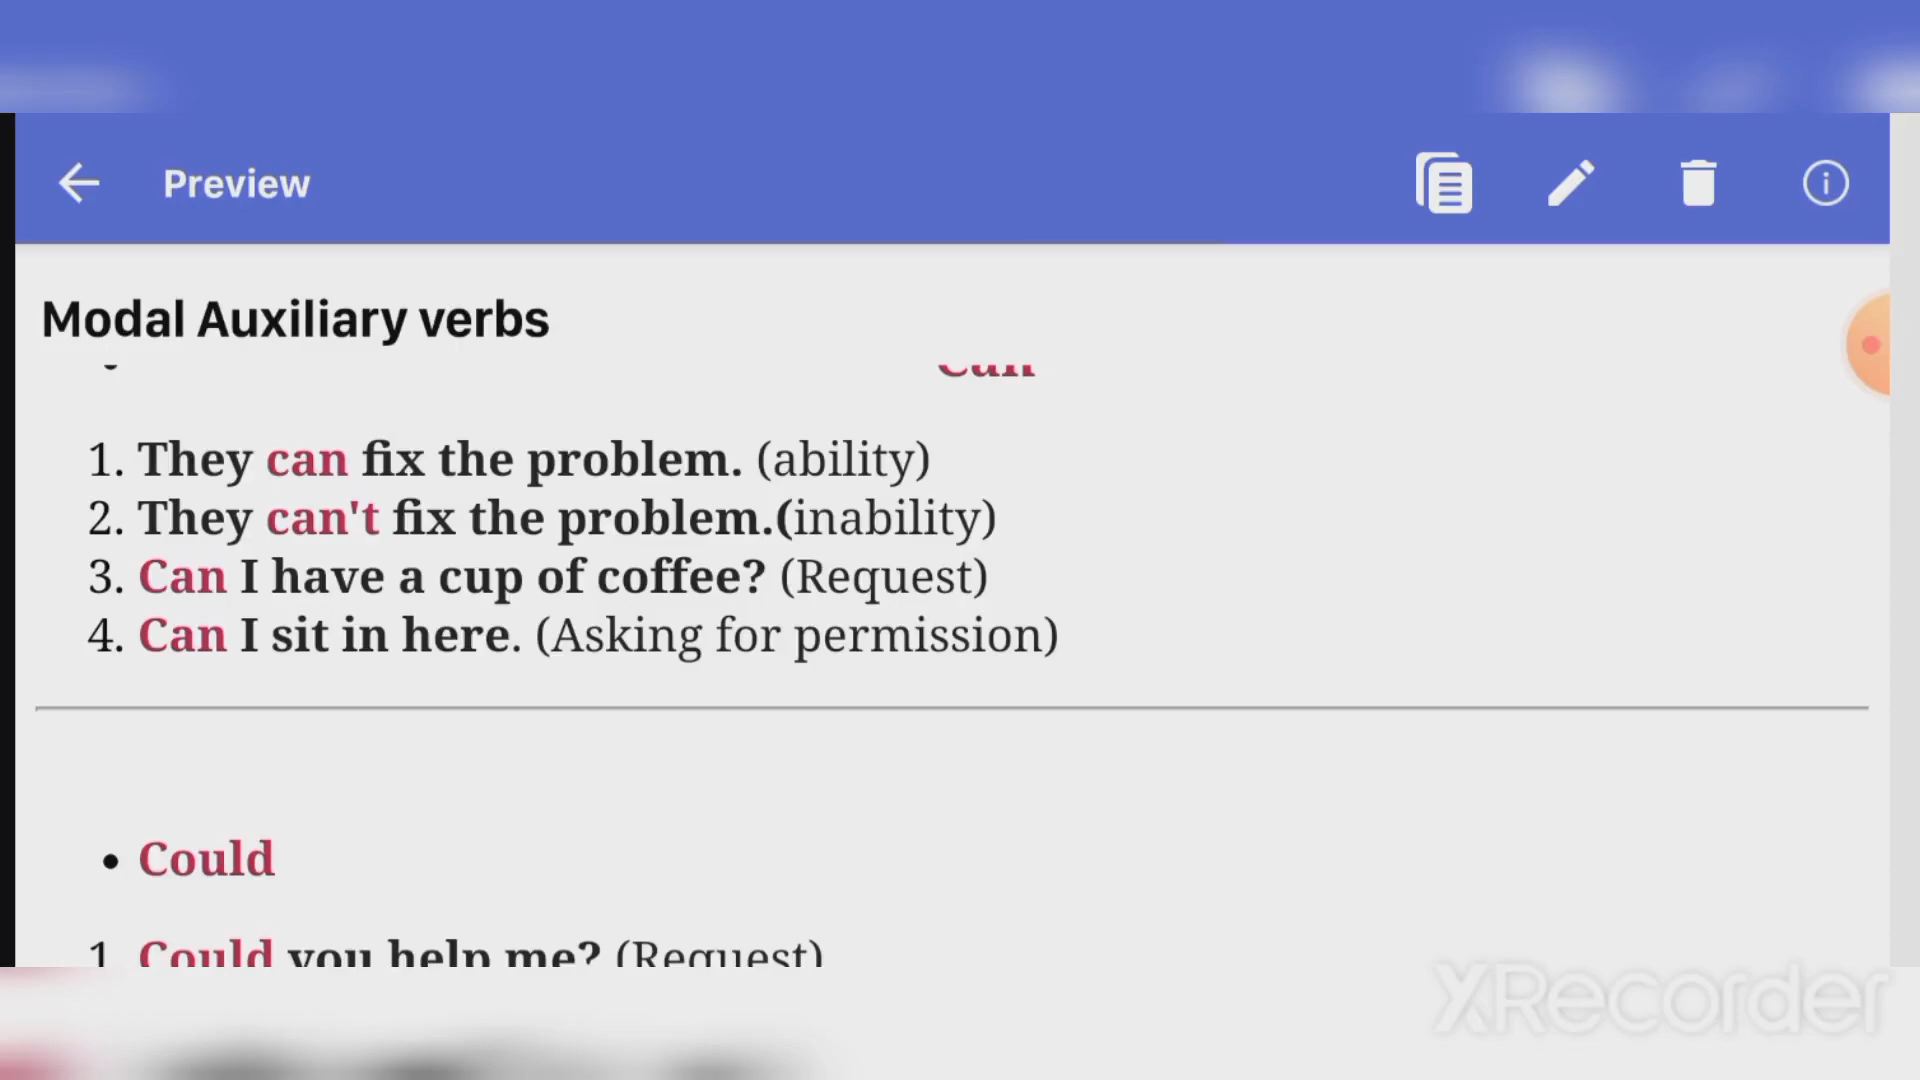 Preview
Modal Auxiliary verbs
Can
1. They can fix the problem. (ability)
2. They can't fix the problem.(inability)
3. Can I have a cup of coffee? (Request)
4. Can I sit in here. (Asking for permission)
• Could
1. Could you help me? (Request)
XRecorder